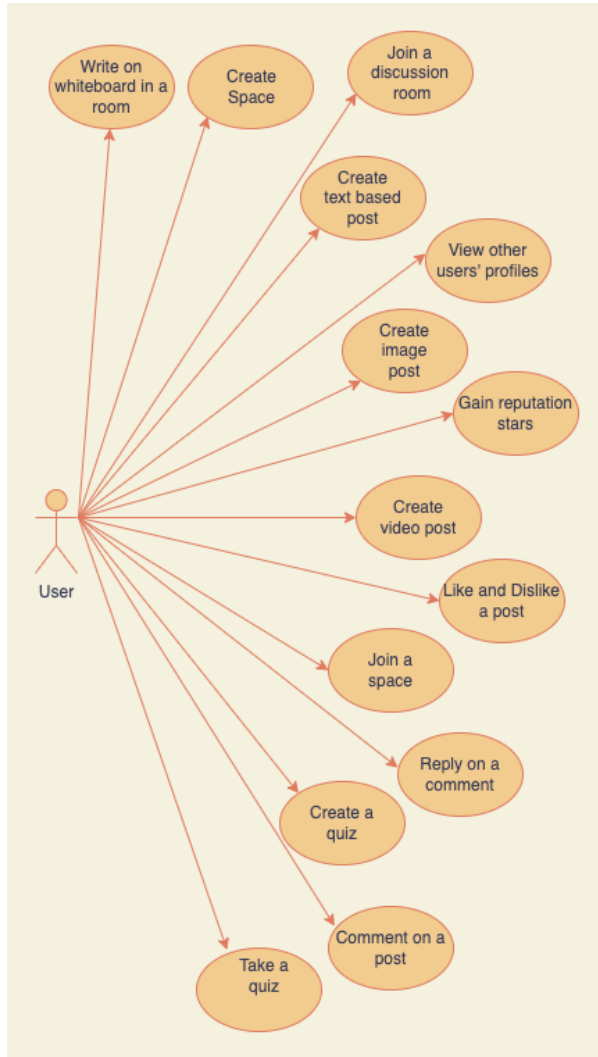 Write on
whiteboard in a
room
Create
Space
Join a
discussion
room
Create
text based
post
View other
users' profiles
Create
image
post
Gain reputation
stars
Create
video post
User
Like and Dislike
a post
Join a
space
Reply on a
comment
Create a
quiz
Comment on a
post
Take a
quiz